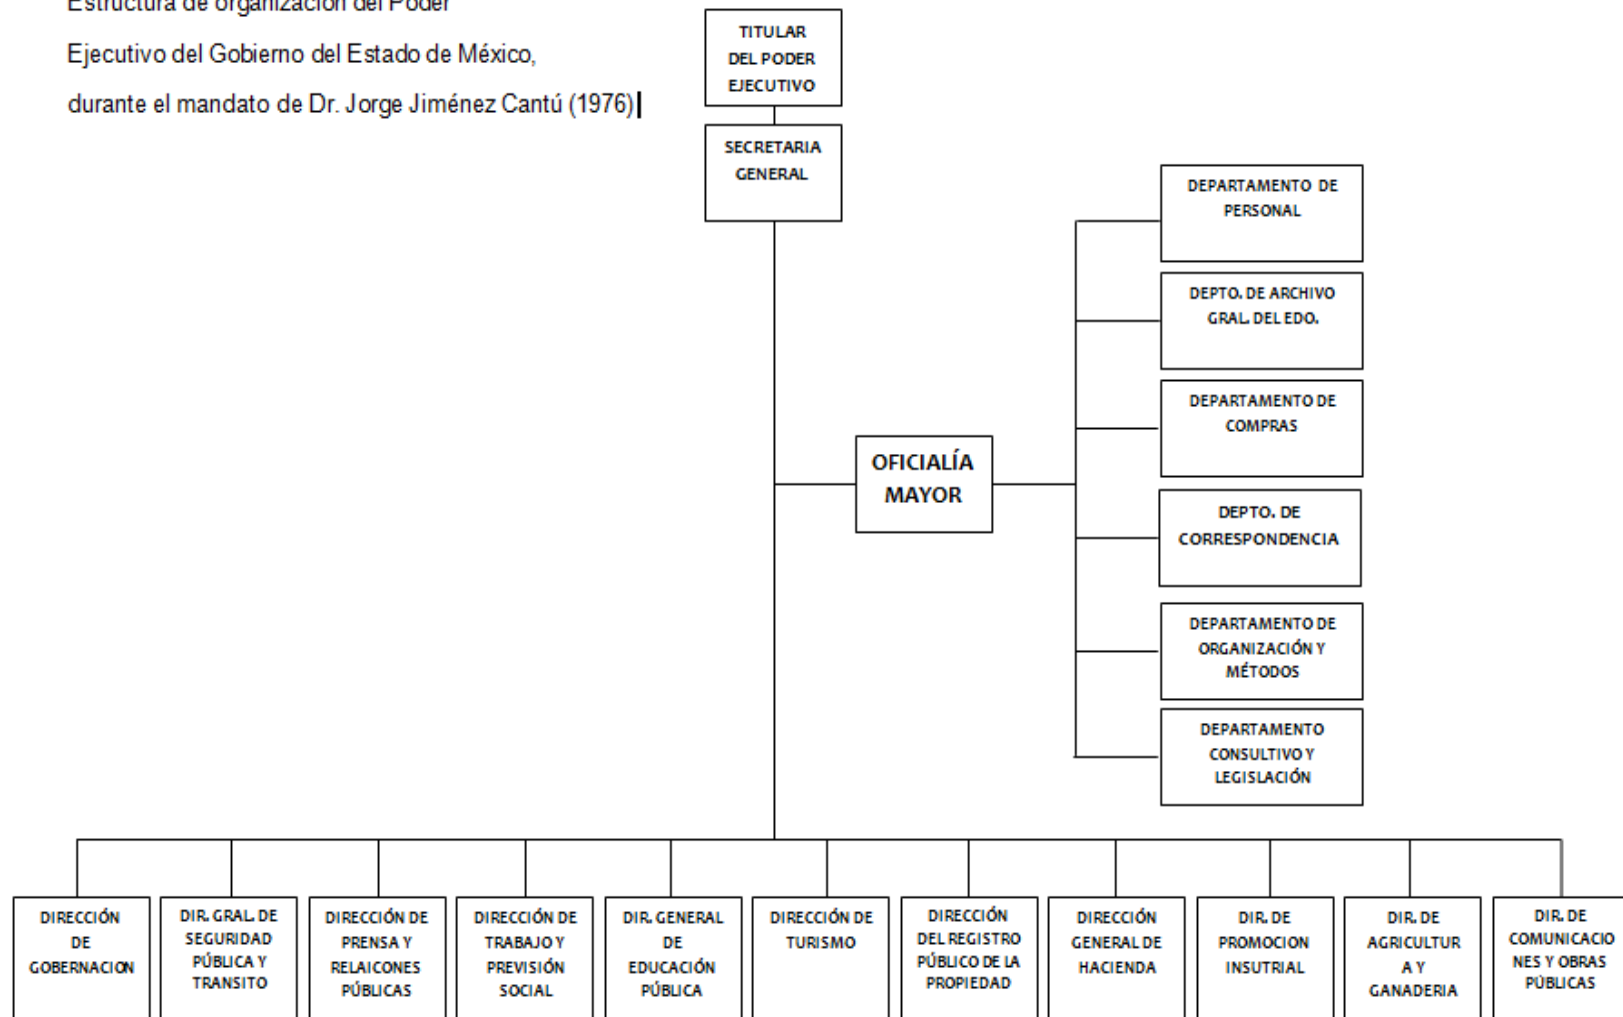 Estructura de organización del Poder
Ejecutivo del Gobierno del Estado de México,
durante el mandato de Dr. Jorge Jiménez Cantú (1976)
TITULAR
DEL PODER
EJECUTIVO
SECRETARIA
GENERAL
DEPARTAMENTO DE
PERSONAL
DEPTO. DE ARCHIVO
GRAL. DEL EDO.
DEPARTAMENTO DE
COMPRAS
OFICIALÍA
MAYOR
DEPTO. DE
CORRESPONDENCIA
DEPARTAMENTO DE
ORGANIZACIÓN Y
MÉTODOS
DEPARTAMENTO
CONSULTIVO Y
LEGISLACIÓN
DIRECCIÓN
DE
GOBERNACION
DIR. GRAL. DE
SEGURIDAD
PÚBLICA Y
TRANSITO
DIRECCIÓN DE
PRENSA Y
RELAICONES
PÚBLICAS
DIRECCIÓN DE
TRABAJO Y
PREVISIÓN
SOCIAL
DIR. GENERAL
DE
EDUCACIÓN
PÚBLICA
DIRECCIÓN DE
TURISMO
DIRECCIÓN
DEL REGISTRO
PÚBLICO DE LA
PROPIEDAD
DIRECCIÓN
GENERAL DE
HACIENDA
DIR. DE
PROMOCION
INSUTRIAL
DIR. DE
AGRICULTUR
A Y
GANADERIA
DIR. DE
COMUNICACIO
NES Y OBRAS
PÚBLICAS